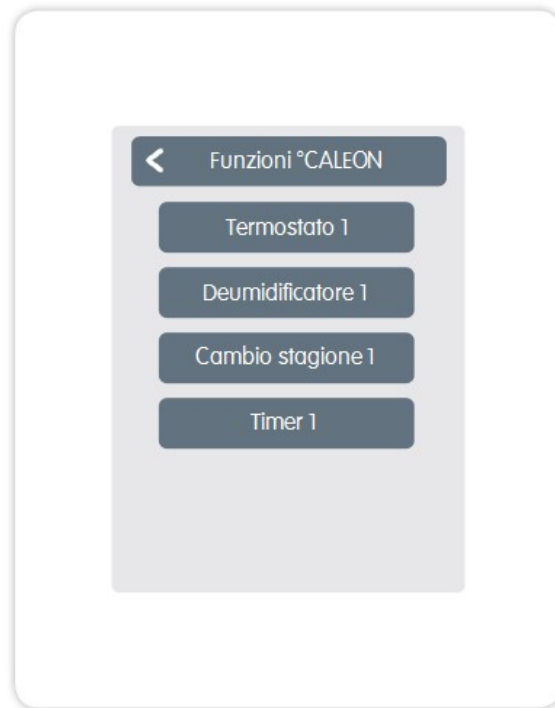 Funzioni °CALEON
Termostato 1
Deumidificatore 1
Cambio stagione 1
Timer 1